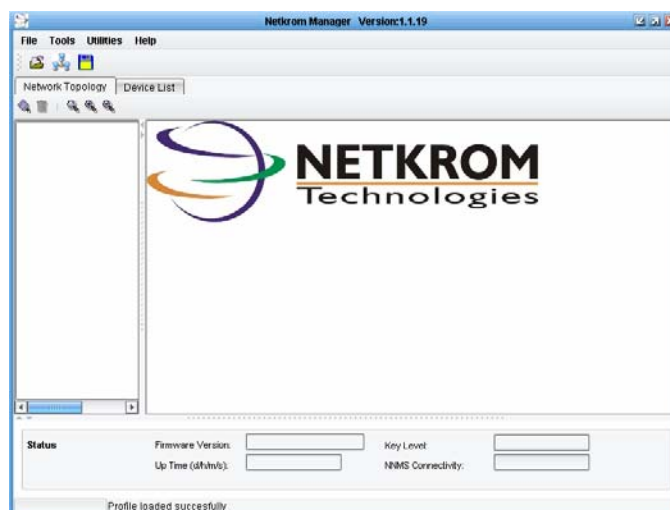 Netkrom Manager Version:1.1.19
File Tools Utilities Help
Network Topology Device List
NETKROM
Technologies
Status Firmware Version: Key Level:
Up Time (d/h/m/s): NNMS Connectivity:
Profile loaded succesfully